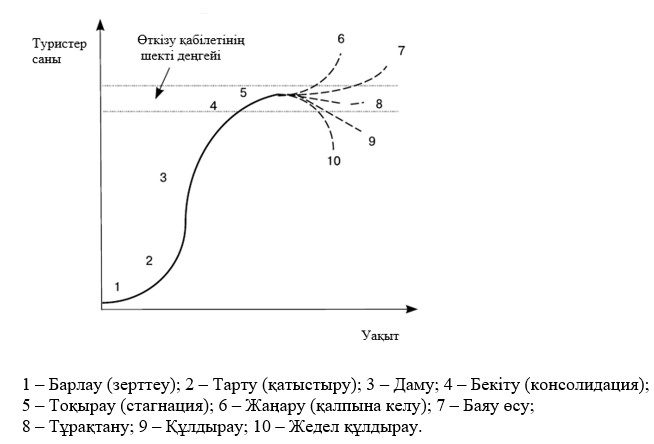 Туристер
саны
Өткізу қабілетінің
шекті деңгейі
6
7
5
4
8
9
10
3
2
1
Уақыт
1 – Барлау (зерттеу); 2 – Тарту (қатыстыру); 3 – Даму; 4 – Бекіту (консолидация);
5 – Тоқырау (стагнация); 6 – Жаңару (қалпына келу); 7 – Баяу өсу;
8 – Тұрақтану; 9 – Құлдырау; 10 – Жедел құлдырау.